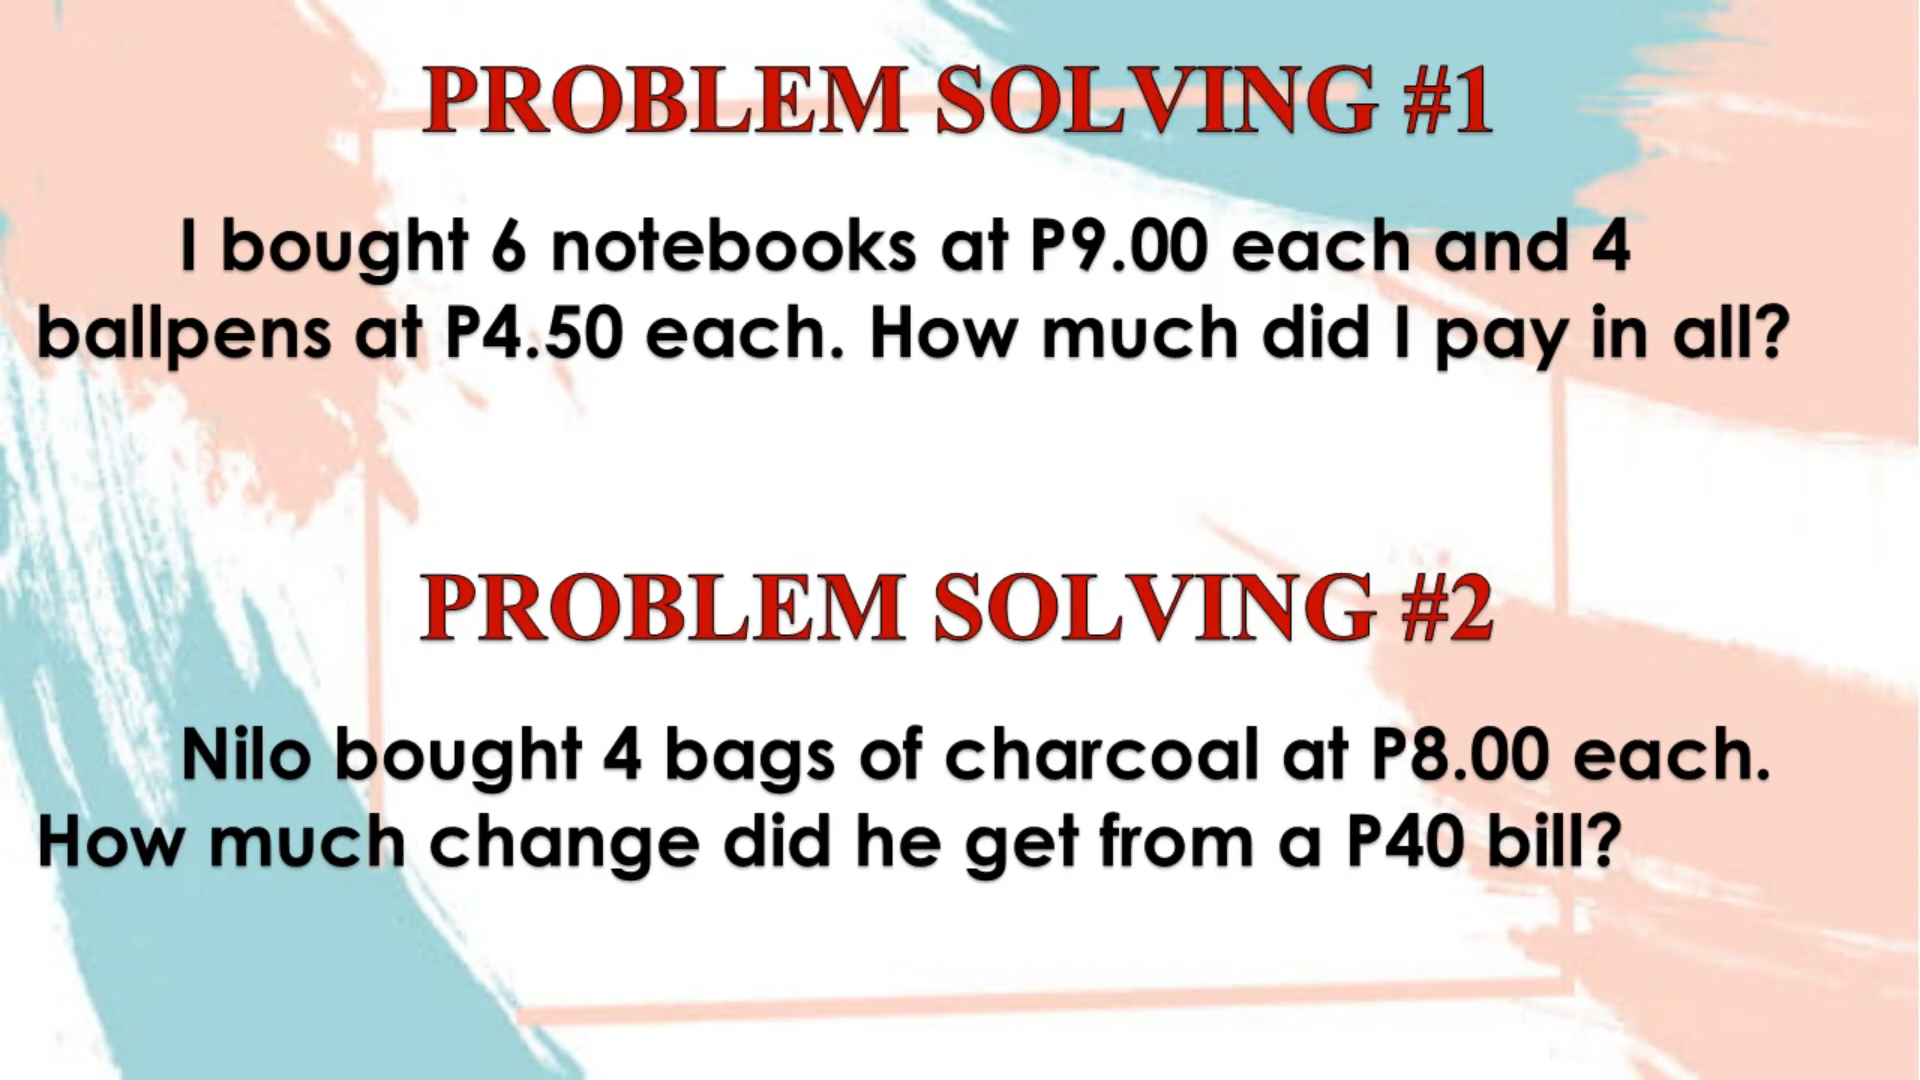 PROBLEM SOLVING #1
I bought 6 notebooks at P9.00 each and 4
ballpens at P4.50 each. How much did I pay in all?
PROBLEM SOLVING #2
Nilo bought 4 bags of charcoal at P8.00 each.
How much change did he get from a P40 bill?